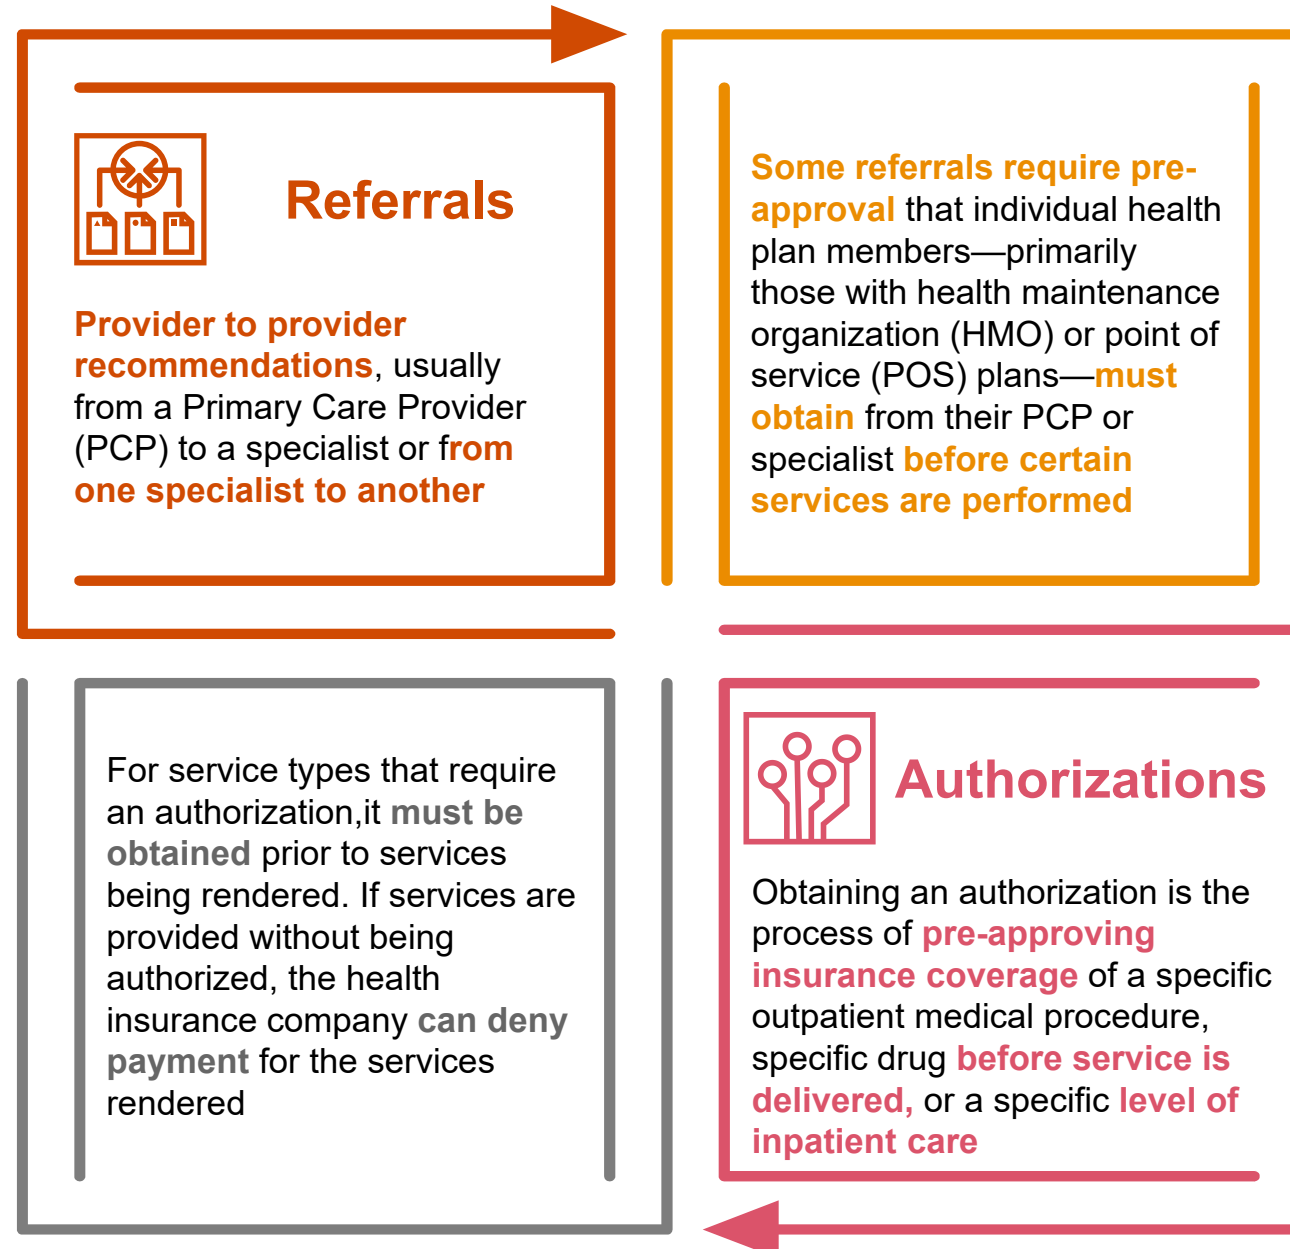 Referrals
Provider to provider
recommendations, usually
from a Primary Care Provider
(PCP) to a specialist or from
one specialist to another
Some referrals require pre-
approval that individual health
plan members—primarily
those with health maintenance
organization (HMO) or point of
service (POS) plans—must
obtain from their PCP or
specialist before certain
services are performed
Authorizations
Obtaining an authorization is the
process of pre-approving
insurance coverage of a specific
outpatient medical procedure,
specific drug before service is
delivered, or a specific level of
inpatient care
For service types that require
an authorization,it must be
obtained prior to services
being rendered. If services are
provided without being
authorized, the health
insurance company can deny
payment for the services
rendered